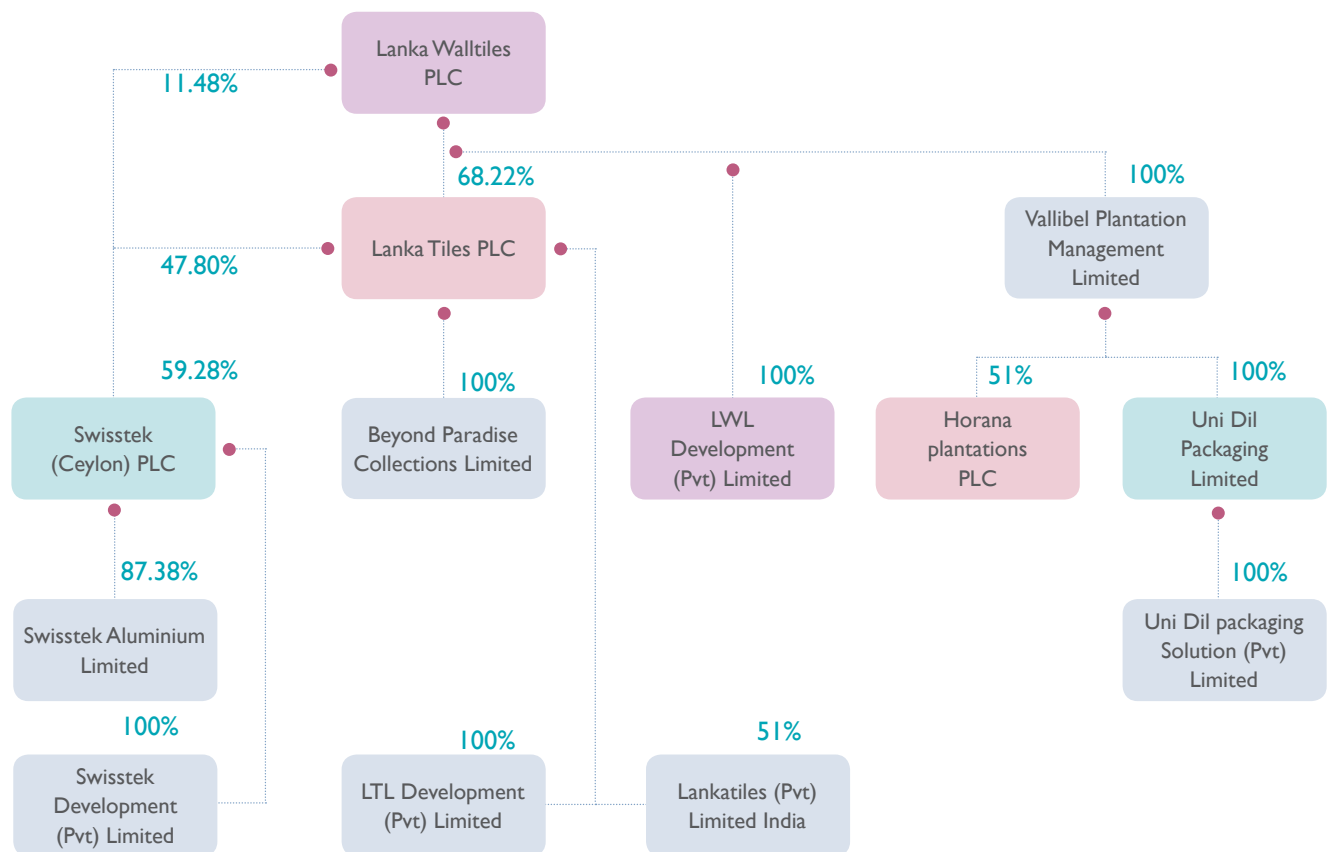 Lanka Walltiles
PLC
11.48%
68.22%
100%
Lanka Tiles PLC
47.80%
Vallibel Plantation
Management
Limited
59.28%
100%
100%
51%
100%
Swisstek
(Ceylon) PLC
Beyond Paradise
Collections Limited
LWL
Development
(Pvt) Limited
Horana
plantations
PLC
Uni Dil
Packaging
Limited
87.38%
100%
Swisstek Aluminium
Limited
Uni Dil packaging
Solution (Pvt)
Limited
100%
100%
51%
Swisstek
Development
(Pvt) Limited
LTL Development
(Pvt) Limited
Lankatiles (Pvt)
Limited India